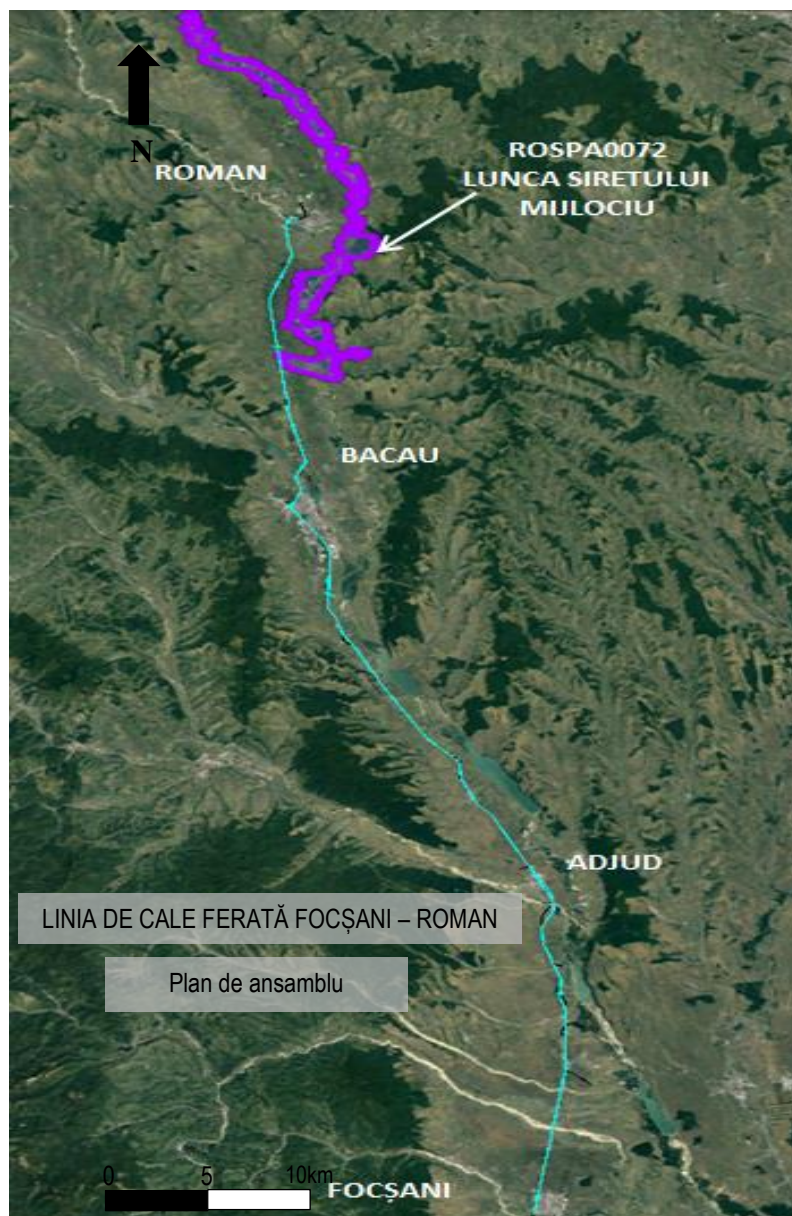 N
ROMAN
ROSPA0072
LUNCA SIRETULUI
MIJLOCIU
BACAU
ADJUD
LINIA DE CALE FERATĂ FOCȘANI – ROMAN
Plan de ansamblu
0 5 10km
FOCȘANI